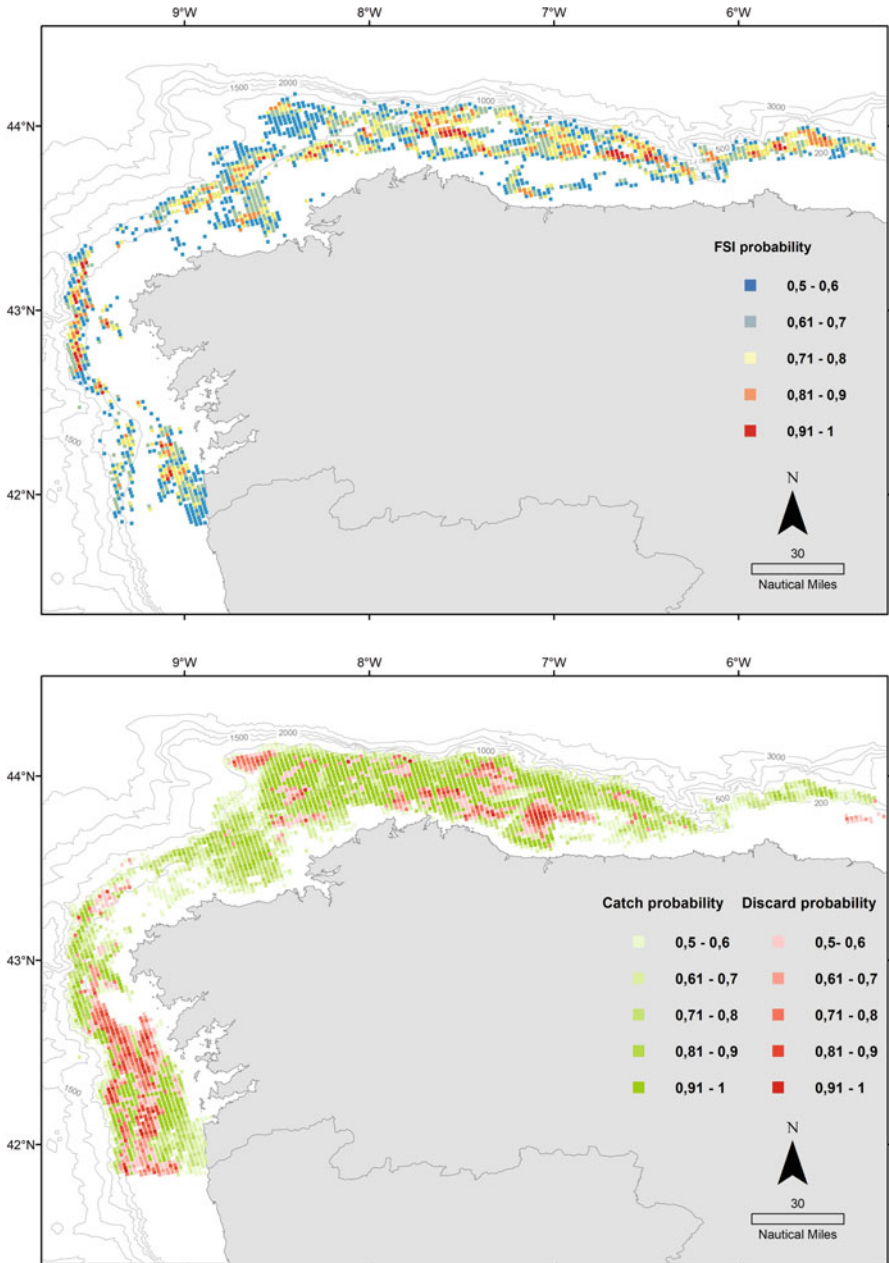 9°W 8°W 7°W 6°W
1500
2000
1000
3000
44°N
500
200
FSI probability
0,5 - 0,6
43°N
0,61 - 0,7
0,71 - 0,8
0,81 - 0,9
1500
0,91 - 1
42°N
N
30
Nautical Miles
9°W 8°W 7°W 6°W
1500
2000
1000
3000
44°N
500
200
Catch probability Discard probability
0,5 - 0,6 0,5- 0,6
43°N
0,61 - 0,7 0,61 - 0,7
0,71 - 0,8 0,71 - 0,8
0,81 - 0,9 0,81 - 0,9
1500
0,91 - 1 0,91 - 1
42°N
N
30
Nautical Miles